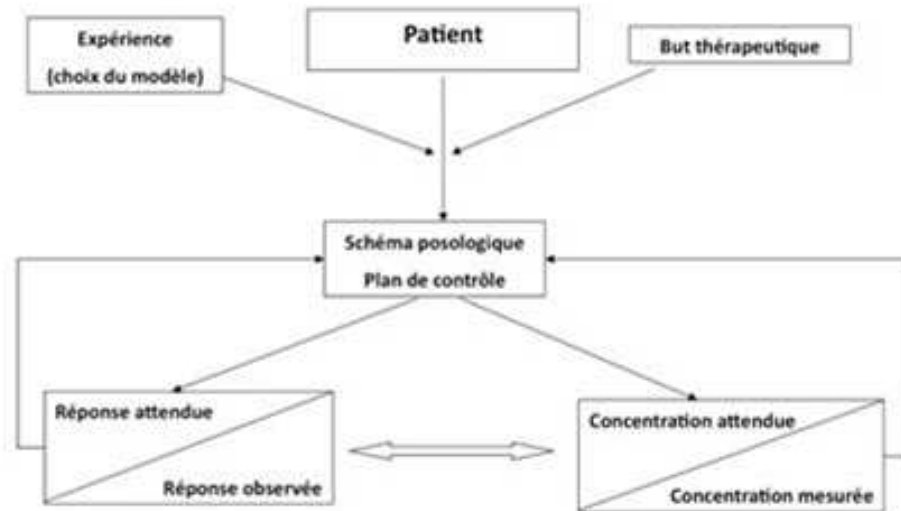 Expérience
(choix du modèle)
Patient
But thérapeutique
Schéma posologique
Plan de contrôle
Réponse attendue
Réponse observée
Concentration attendue
Concentration mesurée